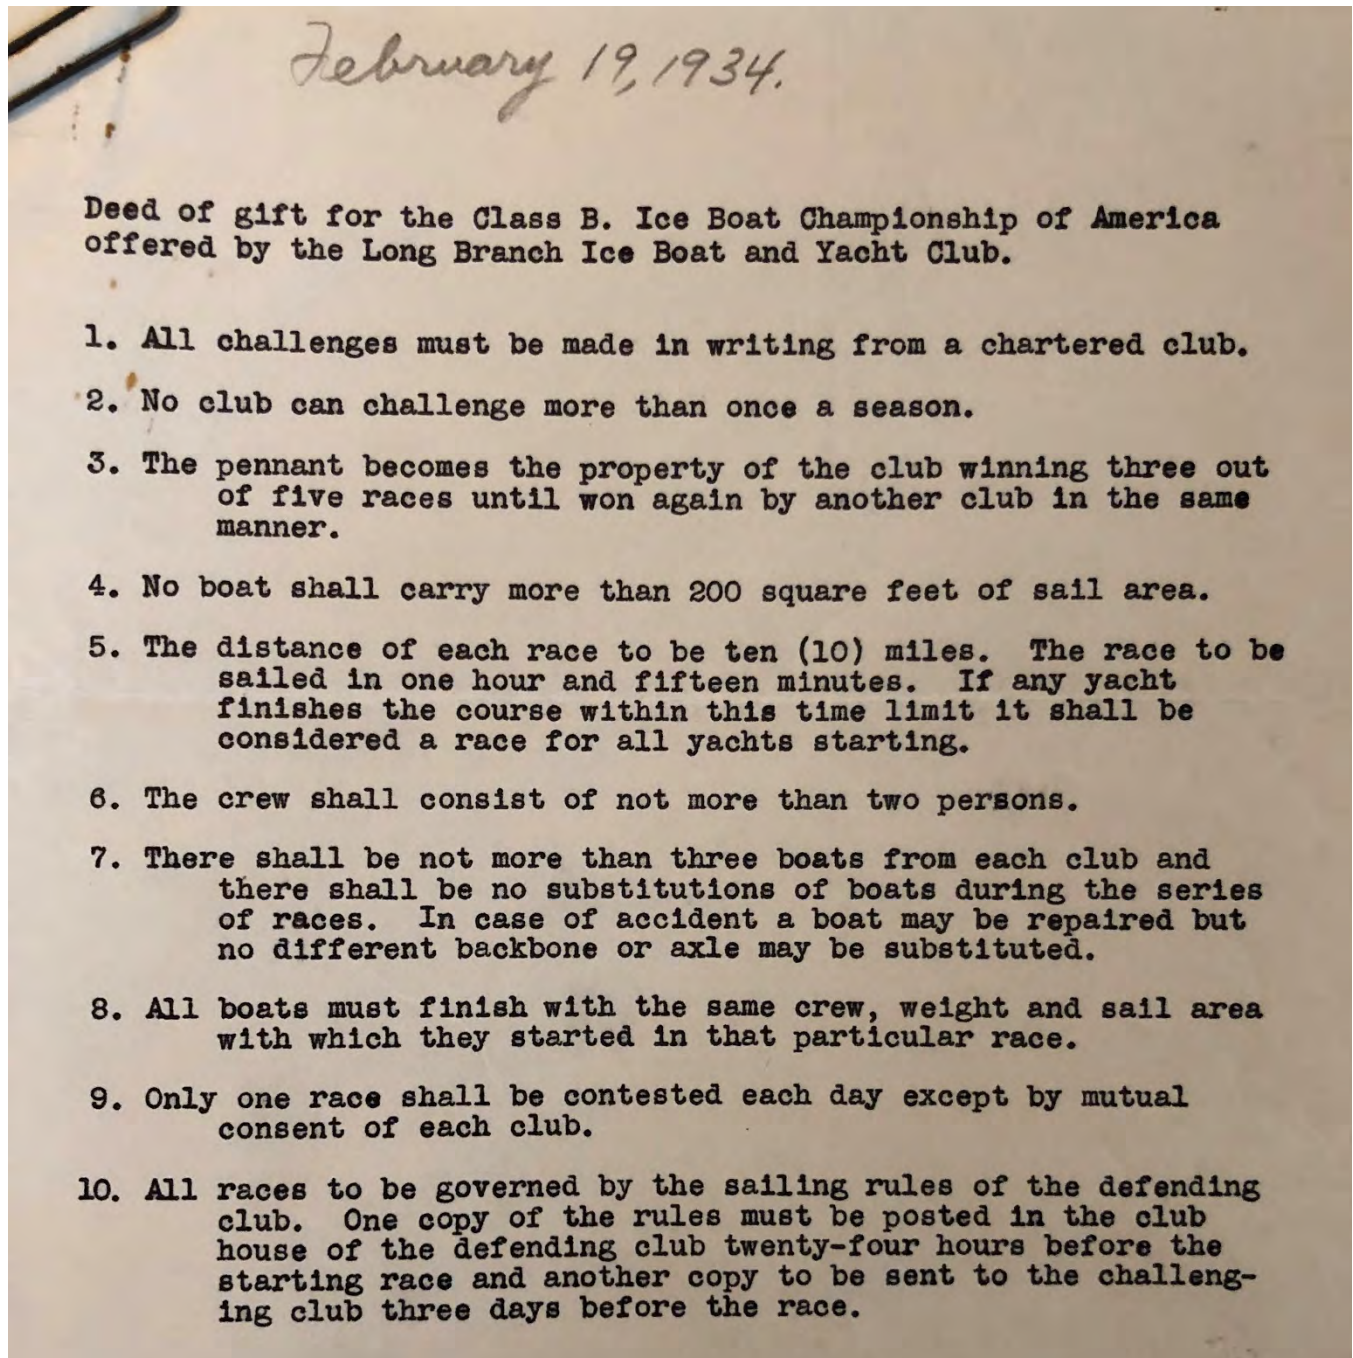 February 19, 1934.
Deed of gift for the Class B. Ice Boat Championship of America
offered by the Long Branch Ice Boat and Yacht Club.
1. All challenges must be made in writing from a chartered club.
2. No club can challenge more than once a season.
3. The pennant becomes the property of the club winning three out
of five races until won again by another club in the same
manner.
4. No boat shall carry more than 200 square feet of sail area.
5. The distance of each race to be ten (10) miles. The race to be
sailed in one hour and fifteen minutes. If any yacht
finishes the course within this time limit it shall be
considered a race for all yachts starting.
6. The crew shall consist of not more than two persons.
7. There shall be not more than three boats from each club and
there shall be no substitutions of boats during the series
of races. In case of accident a boat may be repaired but
no different backbone or axle may be substituted.
8. All boats must finish with the same crew, weight and sail area
with which they started in that particular race.
9. Only one race shall be contested each day except by mutual
consent of each club.
10. All races to be governed by the sailing rules of the defending
club. One copy of the rules must be posted in the club
house of the defending club twenty-four hours before the
starting race and another copy to be sent to the challeng-
ing club three days before the race.